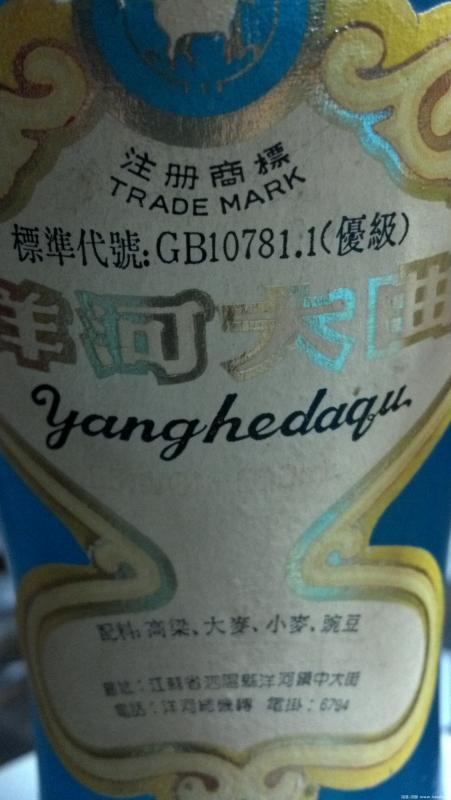 注册商標
TRADE MARK
標準代號:GB10781.1(優級)
洋河大曲
Yanghedaqu
配料:高梁、大麥、小麥、豌豆
廠址:江蘇省泗陽縣洋河鎮中大街
電話:洋河總機轉 電掛:6794